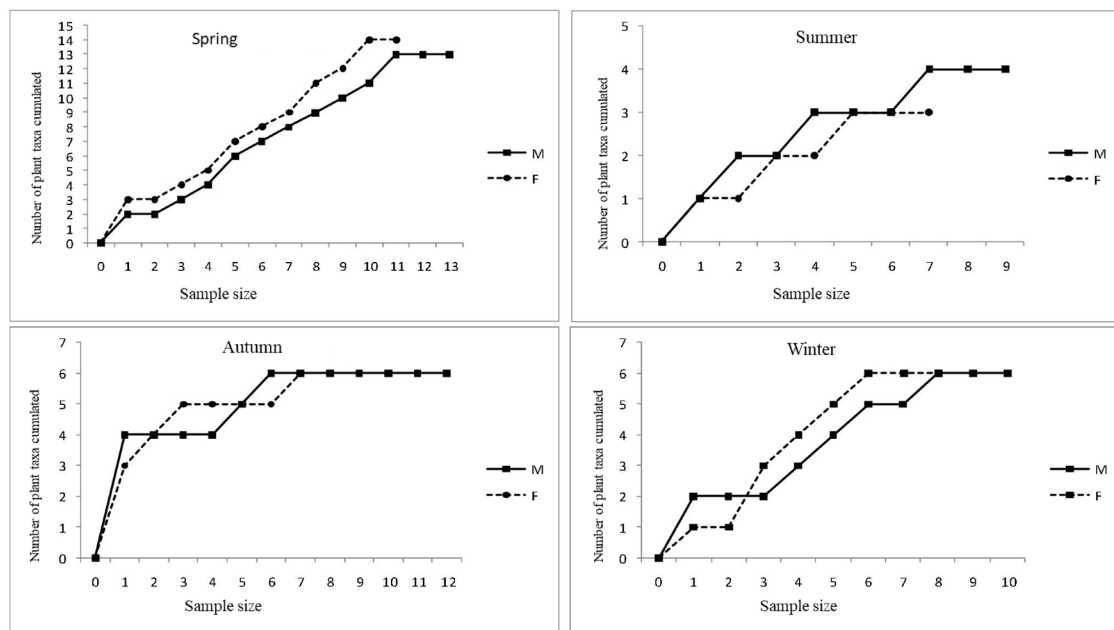 Spring
Number of plant taxa cumulated
15
14
13
12
11
10
9
8
7
6
5
4
3
2
1
0
0 1 2 3 4 5 6 7 8 9 10 11 12 13
Sample size
M
F
Summer
Number of plant taxa cumulated
5
4
3
2
1
0
0 1 2 3 4 5 6 7 8 9
Sample size
M
F
Autumn
Number of plant taxa cumulated
7
6
5
4
3
2
1
0
0 1 2 3 4 5 6 7 8 9 10 11 12
Sample size
M
F
Winter
Number of plant taxa cumulated
7
6
5
4
3
2
1
0
0 1 2 3 4 5 6 7 8 9 10
Sample size
M
F